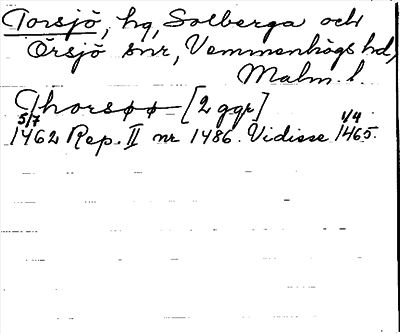 Torsjö, hg, Solberga och
Örsjö snr, Vemmenhögs hd,
Malm. l.
Thorsøø [2 ggr]
5/7 1/4
1462 Rep. II nr 1486. Vidisse 1465.